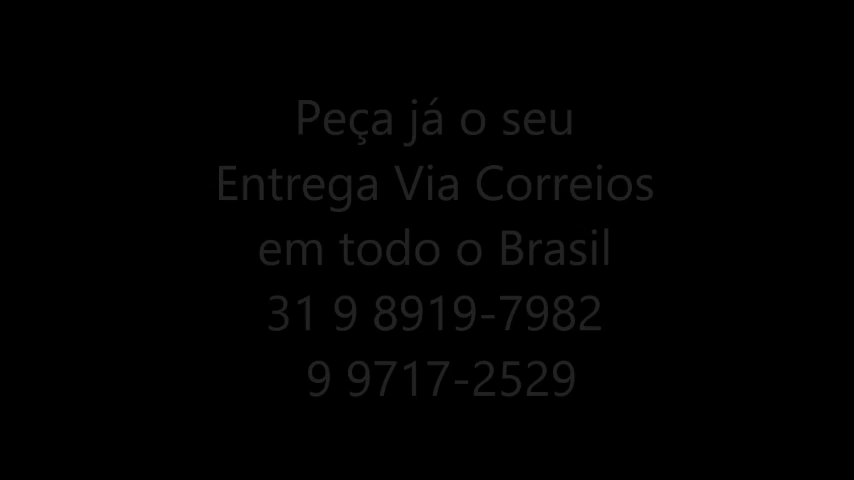 Peça já o seu
Entrega Via Correios
em todo o Brasil
31 9 8919-7982
9 9717-2529